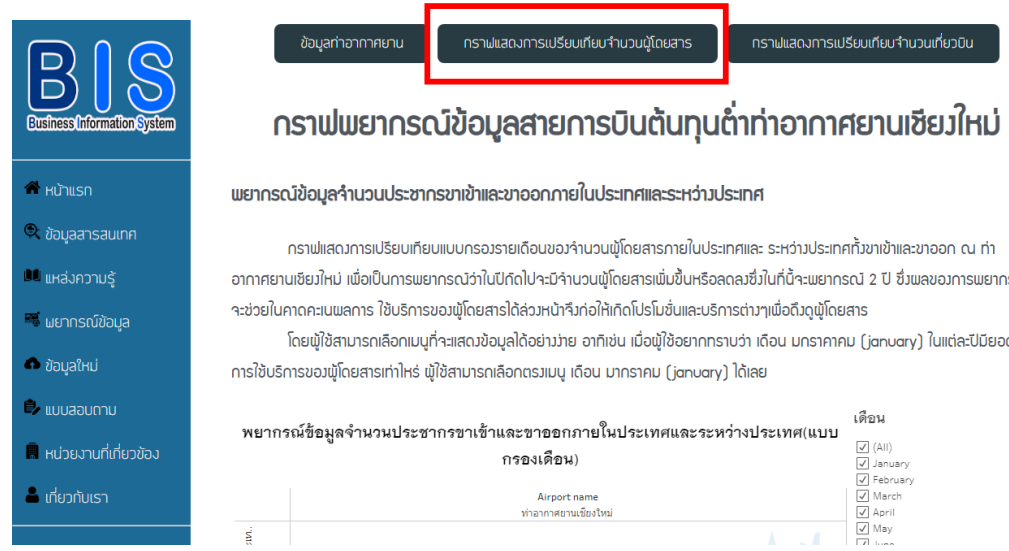 ข้อมูลท่าอากาศยาน
กราฟแสดงการเปรียบเทียบจำนวนผู้โดยสาร
กราฟแสดงการเปรียบเทียบจำนวนเที่ยวบิน
BIS
Business Information System
กราฟพยากรณ์ข้อมูลสายการบินต้นทุนต่ำท่าอากาศยานเชียงใหม่
หน้าแรก
ข้อมูลสารสนเทศ
แหล่งความรู้
พยากรณ์ข้อมูล
ข้อมูลใหม่
แบบสอบถาม
หน่วยงานที่เกี่ยวข้อง
เกี่ยวกับเรา
พยากรณ์ข้อมูลจำนวนประชากรขาเข้าและขาออกภายในประเทศและระหว่างประเทศ
กราฟแสดงการเปรียบเทียบแบบกรองรายเดือนของจำนวนผู้โดยสารภายในประเทศและ ระหว่างประเทศทั้งขาเข้าและขาออก ณ ท่า
อากาศยานเชียงใหม่ เพื่อเป็นการพยากรณ์ว่าในปีถัดไปจะมีจำนวนผู้โดยสารเพิ่มขึ้นหรือลดลงซึ่งในที่นี้จะพยากรณ์ 2 ปี ซึ่งผลของการพยากร
จะช่วยในคาดคะเนผลการ ใช้บริการของผู้โดยสารได้ล่วงหน้าจึงก่อให้เกิดโปรโมชั่นและบริการต่างๆเพื่อดึงดูผู้โดยสาร
โดยผู้ใช้สามารถเลือกเมนูที่จะแสดงข้อมูลได้อย่างง่าย อาทิเช่น เมื่อผู้ใช้อยากทราบว่า เดือน มกราคาคม (january) ในแต่ละปีมียอด
การใช้บริการของผู้โดยสารเท่าไหร่ ผู้ใช้สามารถเลือกตรงเมนู เดือน มากราคม (january) ได้เลย
พยากรณ์ข้อมูลจำนวนประชากรขาเข้าและขาออกภายในประเทศและระหว่างประเทศ(แบบ
กรองเดือน)
Airport name
ท่าอากาศยานเชียงใหม่
เดือน
(All)
January
February
March
April
May
June